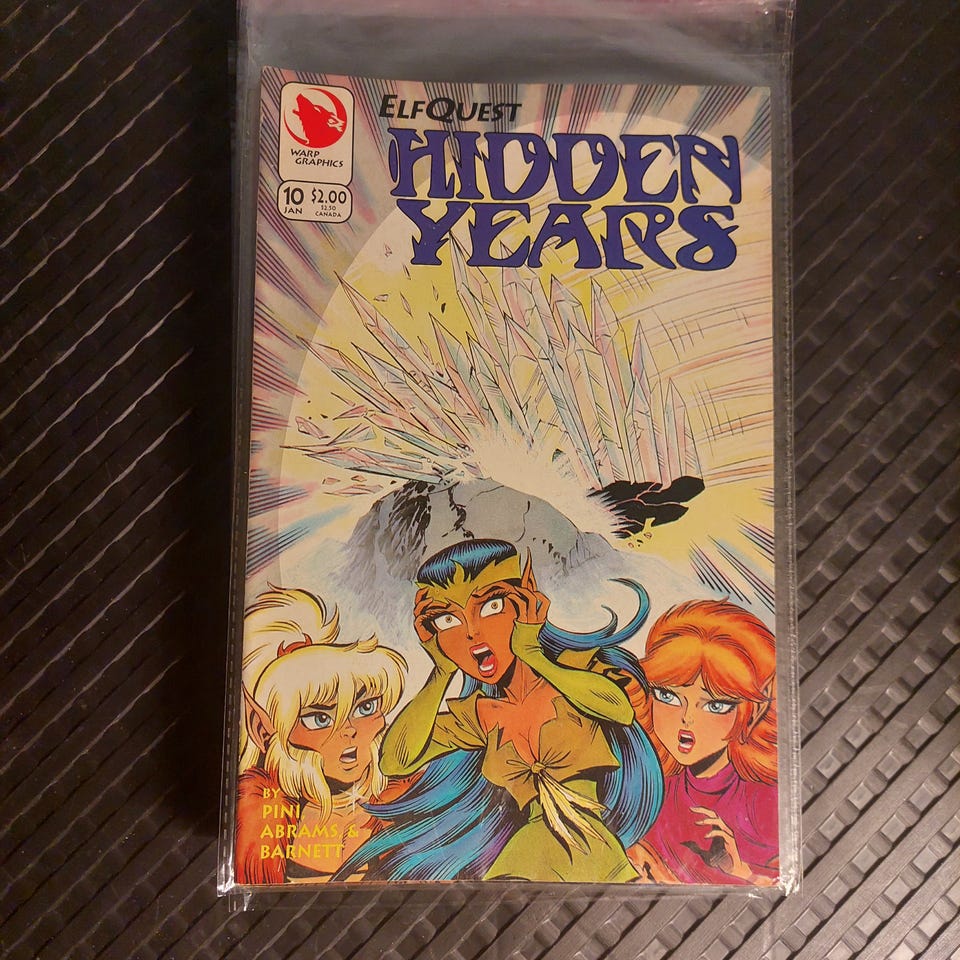 WARP
GRAPHICS
10 $2.00
JAN $2.50
CANADA
ELFQUEST
HIDDEN
YEARS
BY
PINI,
ABRAMS, &
BARNETT